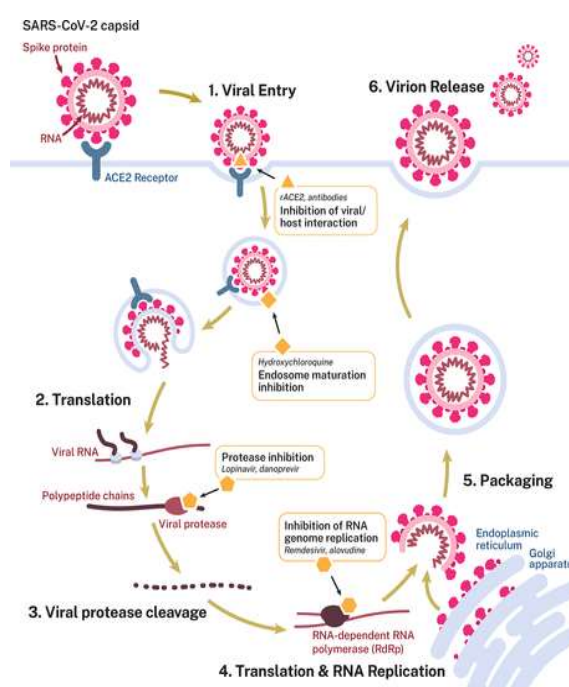 SARS-CoV-2 capsid
Spike protein
RNA
ACE2 Receptor
1. Viral Entry
6. Virion Release
rACE2, antibodies
Inhibition of viral/
host interaction
Hydroxychloroquine
Endosome maturation
inhibition
2. Translation
Viral RNA
Polypeptide chains
Viral protease
Protease inhibition
Lopinavir, danoprevir
5. Packaging
Inhibition of RNA
genome replication
Remdesivir, alovudine
Endoplasmic
reticulum
Golgi
apparat
3. Viral protease cleavage
RNA-dependent RNA
polymerase (RdRp)
4. Translation & RNA Replication